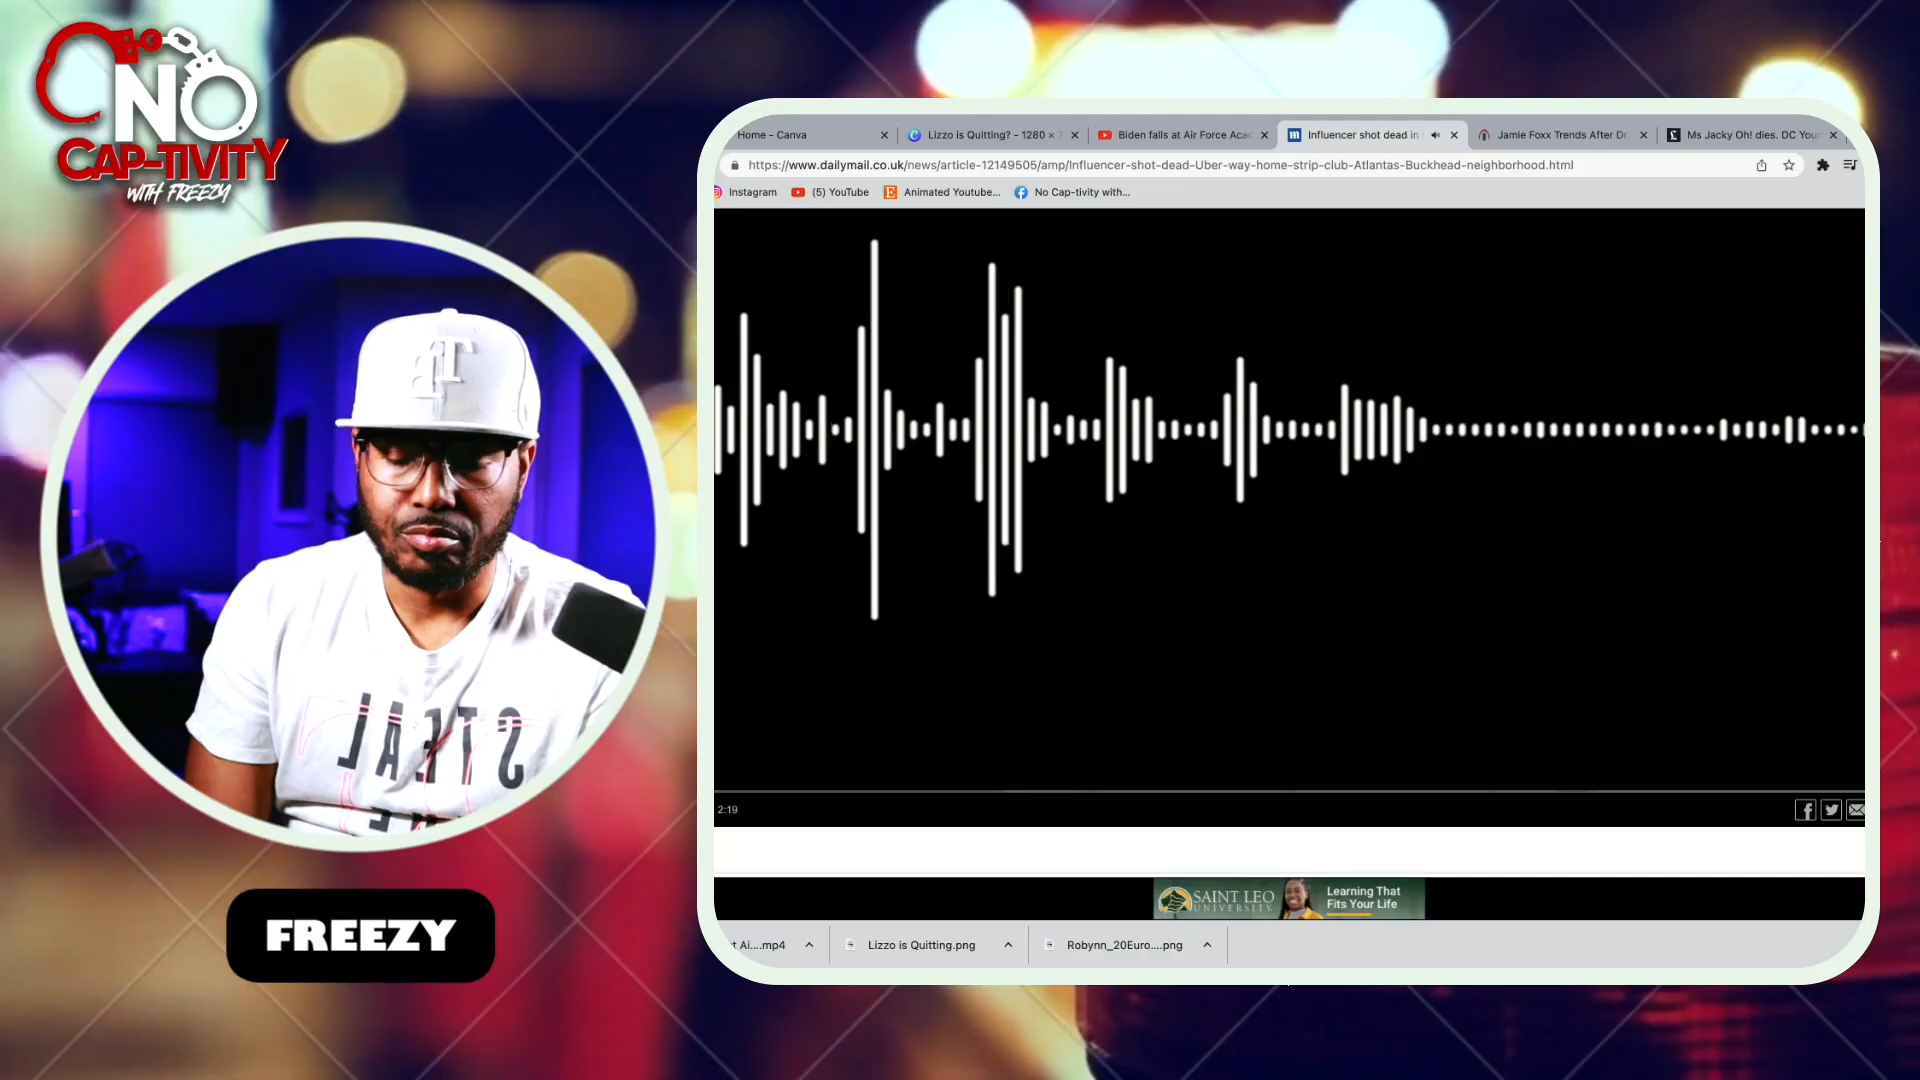 NO
CAP-TIVITY
WITH FREEZY
Home - Canva
Lizzo is Quitting? - 1280 ×
Biden falls at Air Force Aca
Influencer shot dead in
Jamie Foxx Trends After Dr
Ms Jacky Oh! dies. DC Your
https://www.dailymail.co.uk/news/article-12149505/amp/Influencer-shot-dead-Uber-way-home-strip-club-Atlantas-Buckhead-neighborhood.html
Instagram
(5) YouTube
Animated Youtube...
No Cap-tivity with...
STEAL
2:19
SAINT LEO
UNIVERSITY
Learning That
Fits Your Life
t Ai....mp4
Lizzo is Quitting.png
Robynn_20Euro....png
FREEZY